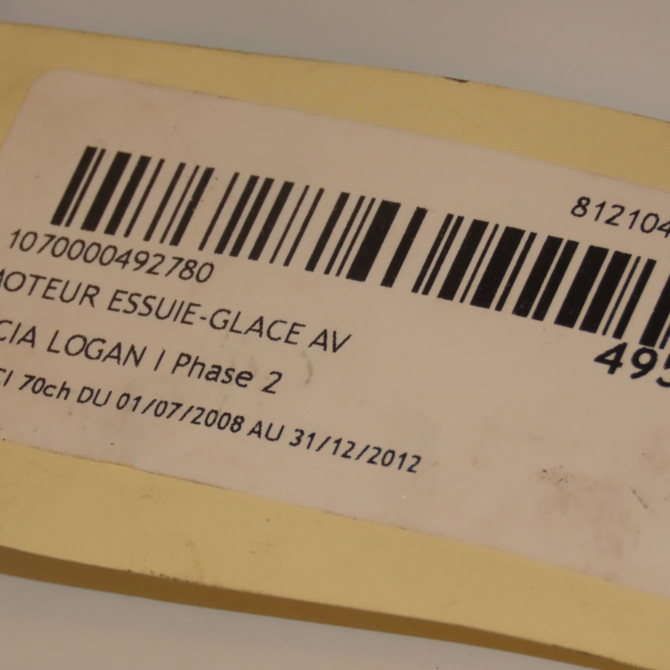 812104
1070000492780
MOTEUR ESSUIE-GLACE AV
495
CIA LOGAN I Phase 2
CI 70ch DU 01/07/2008 AU 31/12/2012